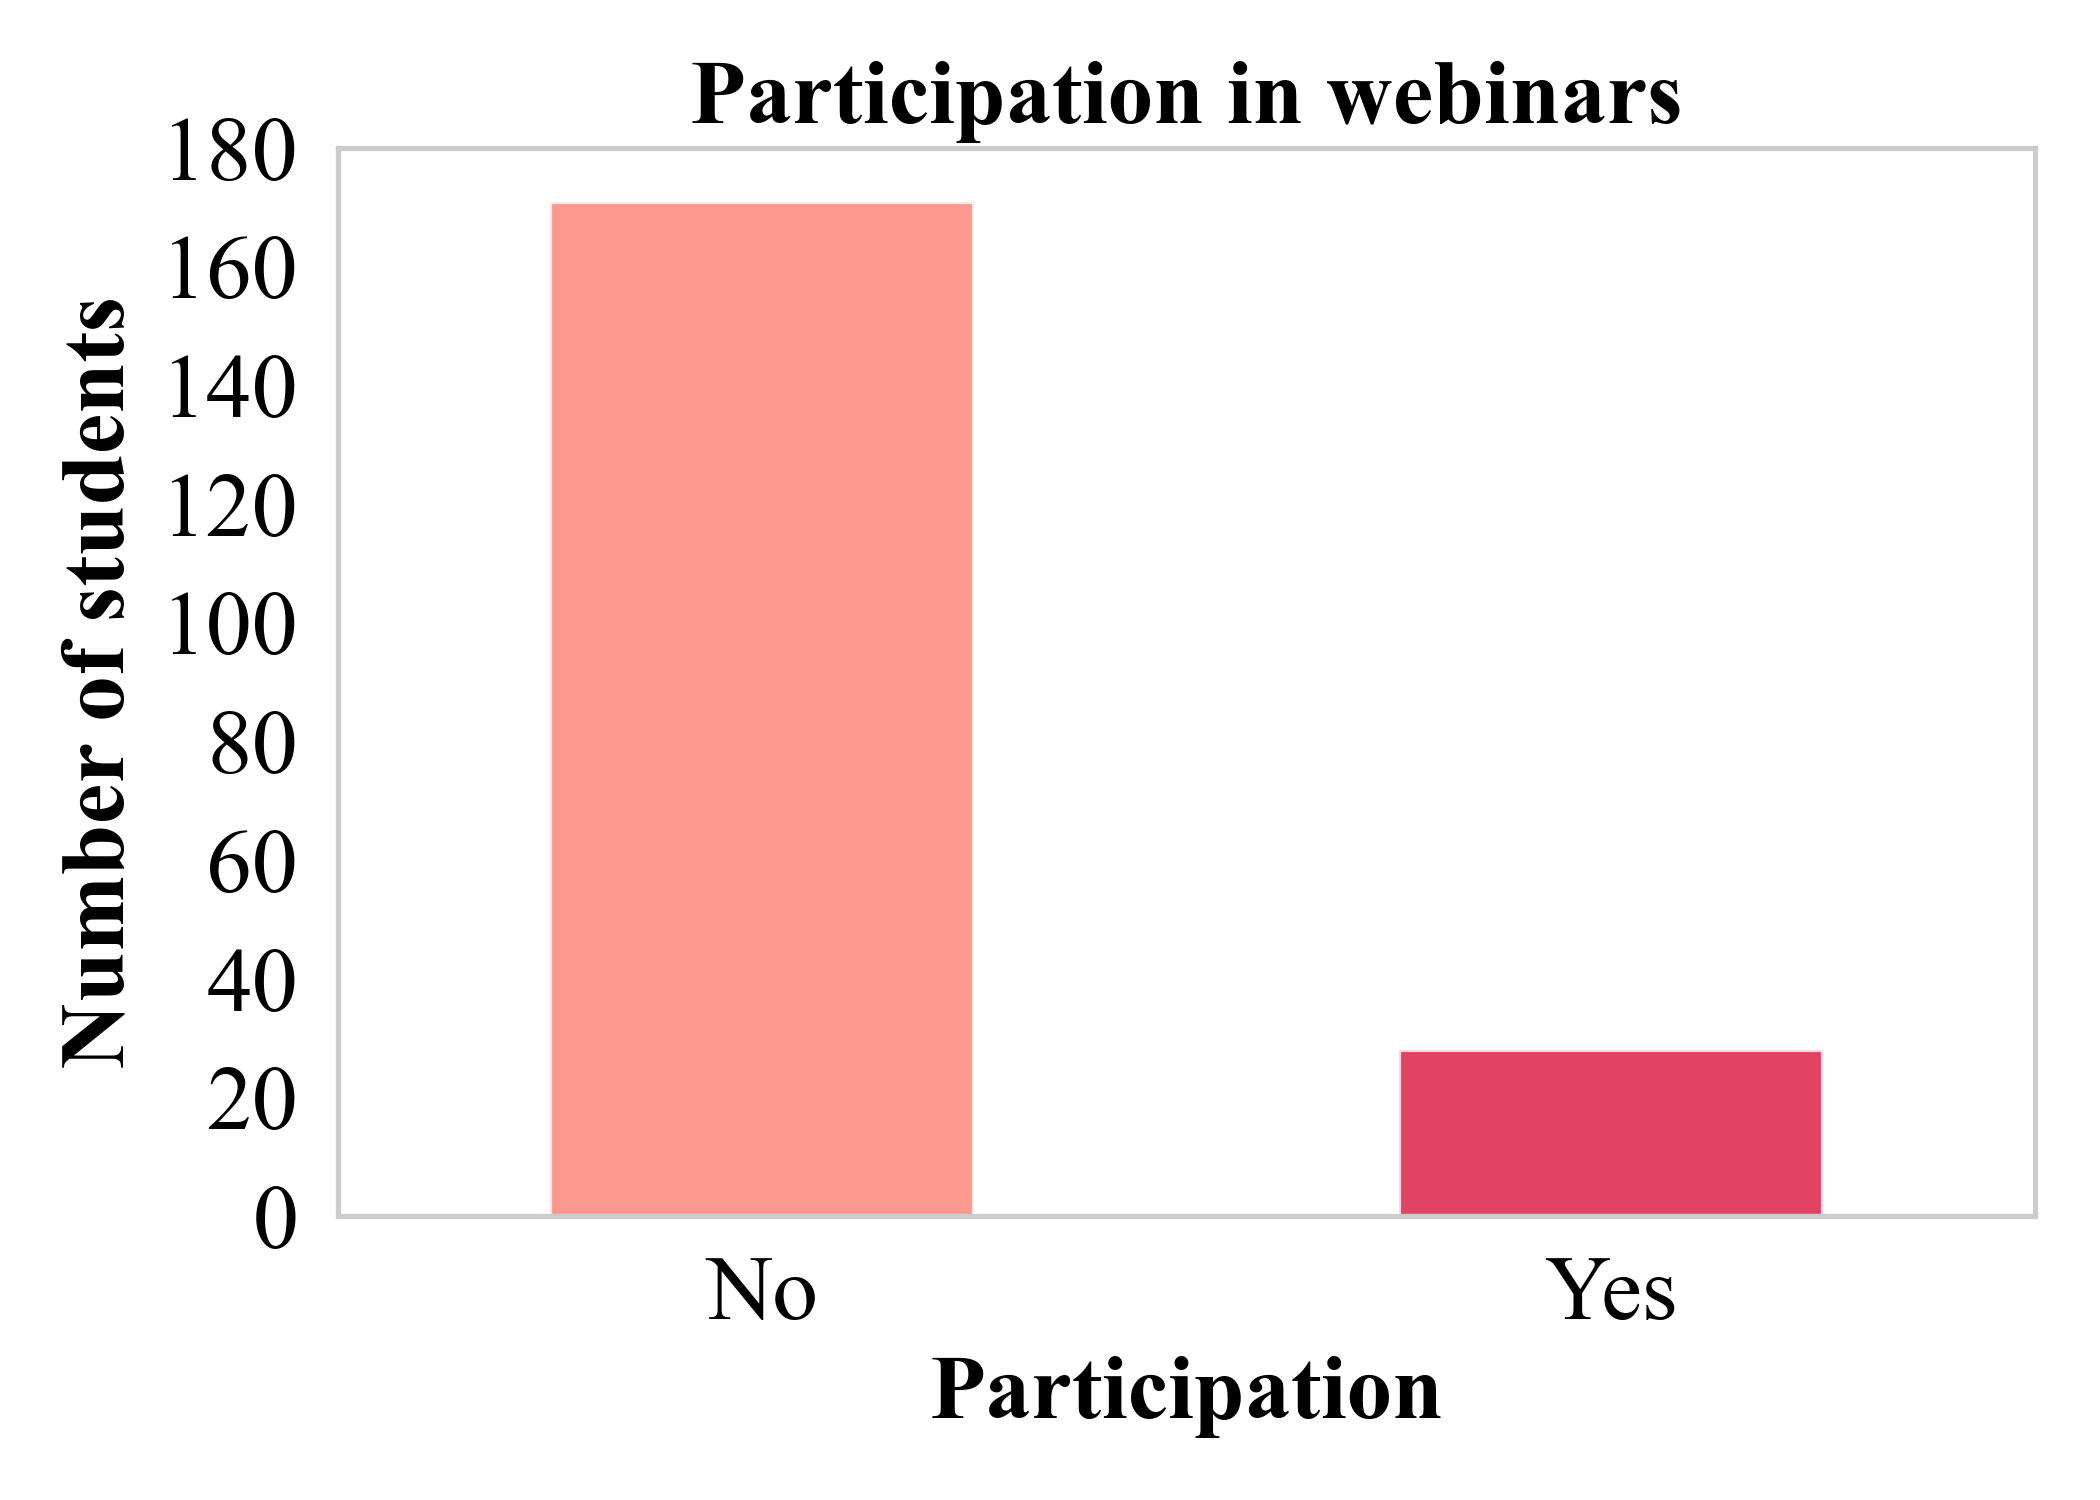 Participation in webinars
180
160
140
120
100
80
60
40
20
0
Number of students
No
Yes
Participation